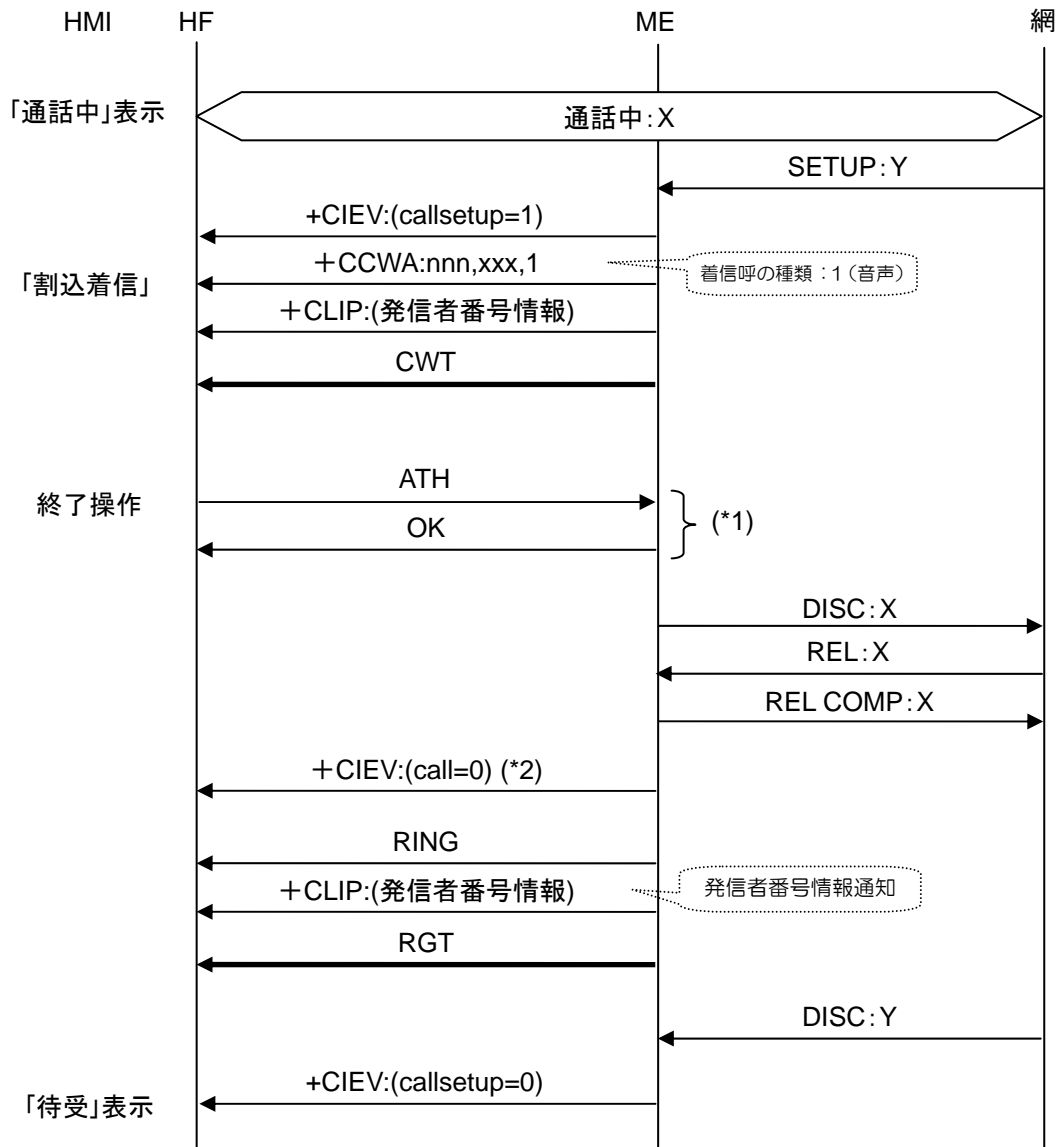 HMI HF ME 網
「通話中」表示
通話中:X
SETUP:Y
+CIEV:(callsetup=1)
+CCWA:nnn,xxx,1
着信呼の種類:1(音声)
「割込着信」
+CLIP:(発信者番号情報)
CWT
ATH
終了操作
(*1)
OK
DISC:X
REL:X
REL COMP:X
+CIEV:(call=0) (*2)
RING
+CLIP:(発信者番号情報)
発信者番号情報通知
RGT
DISC:Y
+CIEV:(callsetup=0)
「待受」表示